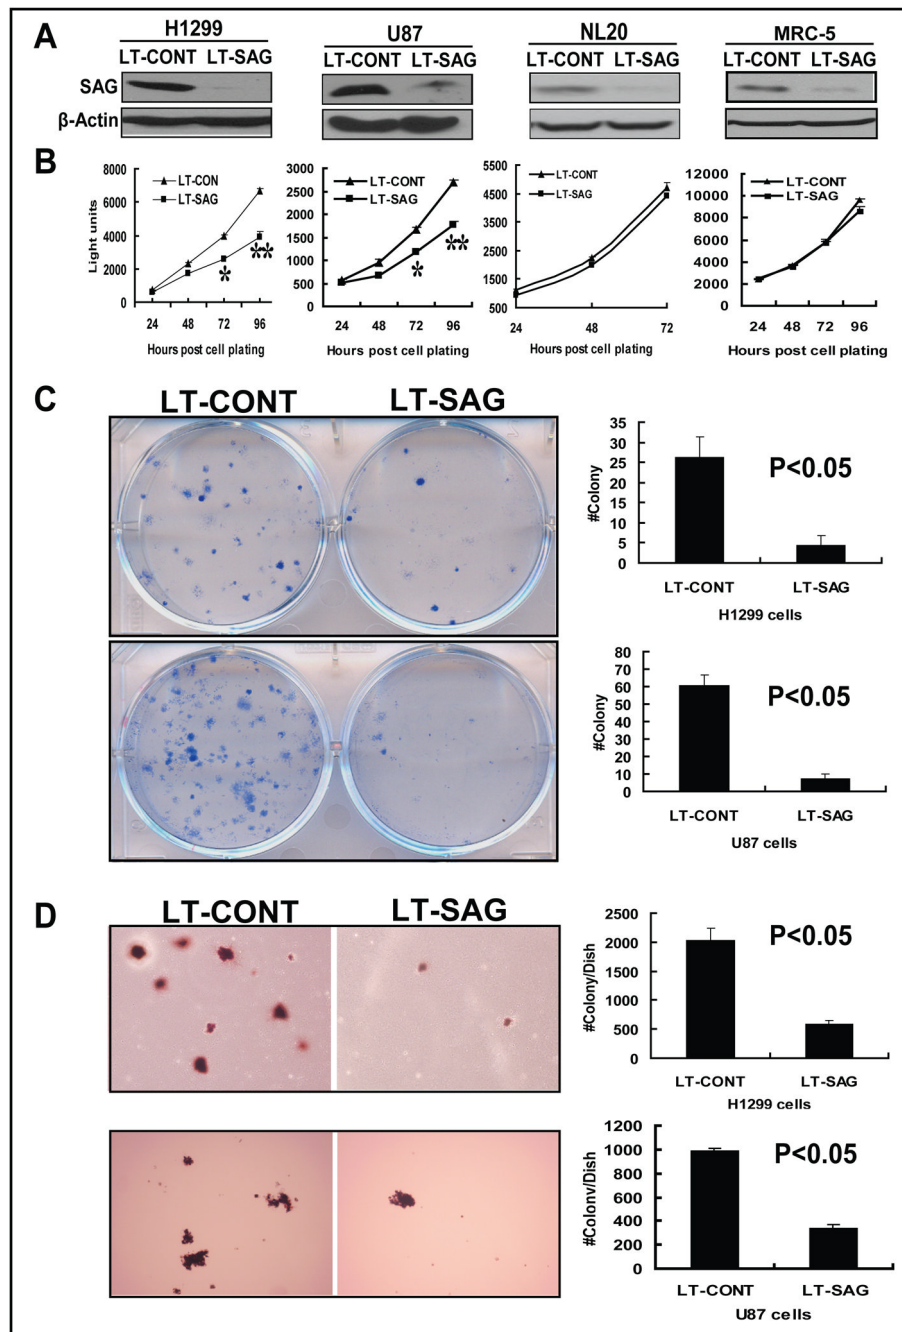 A
H1299
LT-CONT LT-SAG
U87
LT-CONT LT-SAG
NL20
LT-CONT LT-SAG
MRC-5
LT-CONT LT-SAG
SAG
β-Actin
B
Light units
8000
6000
4000
2000
0
LT-CON
LT-SAG
24 48 72 96
Hours post cell plating
3000
2500
2000
1500
1000
500
0
LT-CONT
LT-SAG
24 48 72 96
Hours post cell plating
5500
4500
3500
2500
1500
500
LT-CONT
LT-SAG
24 48 72
Hours post cell plating
12000
10000
8000
6000
4000
2000
0
LT-CONT
LT-SAG
24 48 72 96
Hours post cell plating
C
LT-CONT LT-SAG
#Colony
35
30
25
20
15
10
5
0
P<0.05
LT-CONT LT-SAG
H1299 cells
#Colony
80
70
60
50
40
30
20
10
0
P<0.05
LT-CONT LT-SAG
U87 cells
D
LT-CONT LT-SAG
#Colony/Dish
2500
2000
1500
1000
500
0
P<0.05
LT-CONT LT-SAG
H1299 cells
#Colony/Dish
1000
800
600
400
200
0
P<0.05
LT-CONT LT-SAG
U87 cells